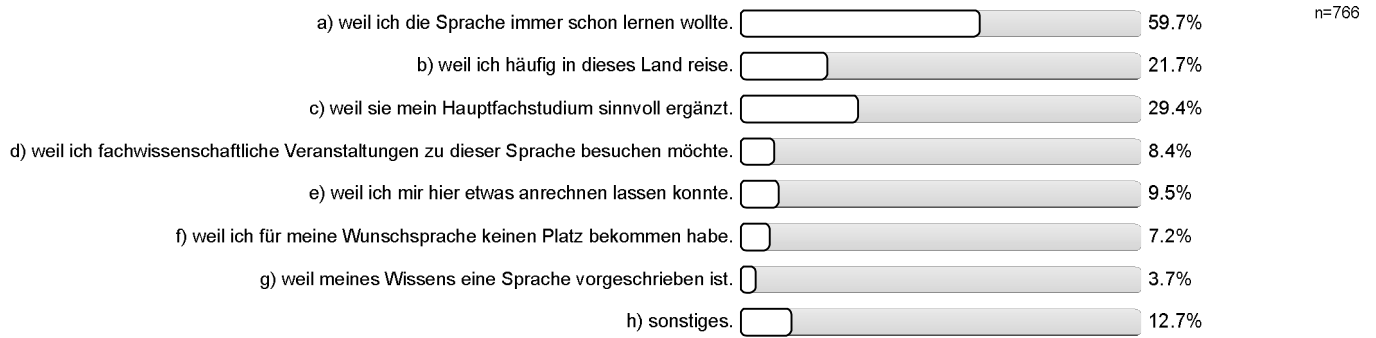 a) weil ich die Sprache immer schon lernen wollte. 59.7% n=766
b) weil ich häufig in dieses Land reise. 21.7%
c) weil sie mein Hauptfachstudium sinnvoll ergänzt. 29.4%
d) weil ich fachwissenschaftliche Veranstaltungen zu dieser Sprache besuchen möchte. 8.4%
e) weil ich mir hier etwas anrechnen lassen konnte. 9.5%
f) weil ich für meine Wunschsprache keinen Platz bekommen habe. 7.2%
g) weil meines Wissens eine Sprache vorgeschrieben ist. 3.7%
h) sonstiges. 12.7%